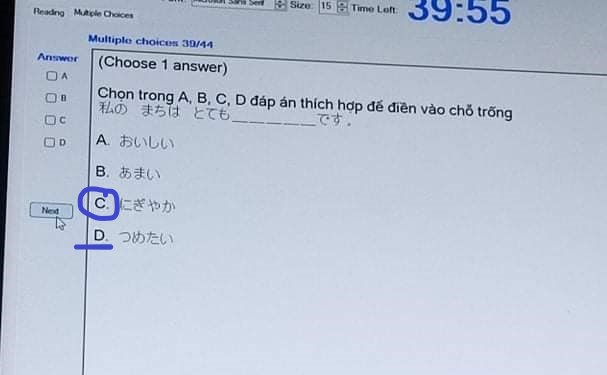 Microsoft Sans Serif Size: 15 Time Left: 39:55
Reading Multiple Choices
Multiple choices 39/44
Answer
A
B
C
D
Next
(Choose 1 answer)
Chọn trong A, B, C, D đáp án thích hợp để điền vào chỗ trống
私の まちは とても__________です.
A. おいしい
B. あまい
C. にぎやか
D. つめたい